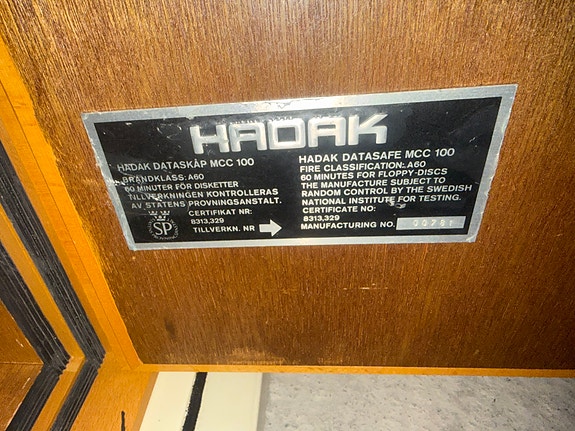 HADAK
HADAK DATASKÅP MCC 100
BRANDKLASS: A60
60 MINUTER FÖR DISKETTER
TILLVERKNINGEN KONTROLLERAS
AV STATENS PROVNINGSANSTALT.
CERTIFIKAT NR:
8313,329
TILLVERKN. NR
SP
HADAK DATASAFE MCC 100
FIRE CLASSIFICATION: A60
60 MINUTES FOR FLOPPY-DISCS
THE MANUFACTURE SUBJECT TO
RANDOM CONTROL BY THE SWEDISH
NATIONAL INSTITUTE FOR TESTING.
CERTIFICATE NO:
8313,329
MANUFACTURING NO.